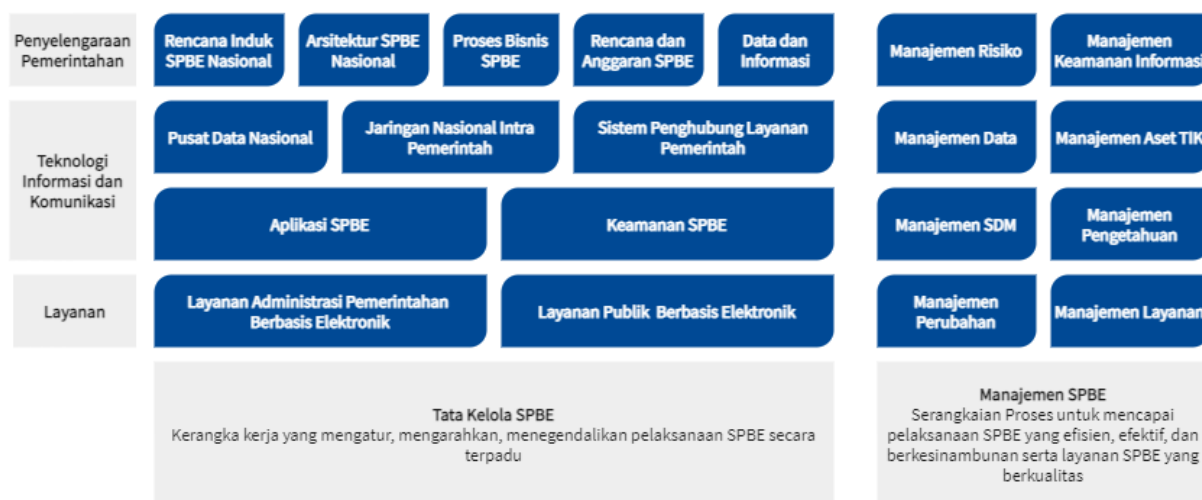 Penyelengaraan
Pemerintahan
Rencana Induk
SPBE Nasional
Arsitektur SPBE
Nasional
Proses Bisnis
SPBE
Rencana dan
Anggaran SPBE
Data dan
Informasi
Manajemen Risiko
Manajemen
Keamanan Informasi
Teknologi
Informasi dan
Komunikasi
Pusat Data Nasional
Jaringan Nasional Intra
Pemerintah
Sistem Penghubung Layanan
Pemerintah
Manajemen Data
Manajemen Aset TIK
Aplikasi SPBE
Keamanan SPBE
Manajemen SDM
Manajemen
Pengetahuan
Layanan
Layanan Administrasi Pemerintahan
Berbasis Elektronik
Layanan Publik Berbasis Elektronik
Manajemen
Perubahan
Manajemen Layanan
Tata Kelola SPBE
Kerangka kerja yang mengatur, mengarahkan, menegendalikan pelaksanaan SPBE secara
terpadu
Manajemen SPBE
Serangkaian Proses untuk mencapai
pelaksanaan SPBE yang efisien, efektif, dan
berkesinambunan serta layanan SPBE yang
berkualitas